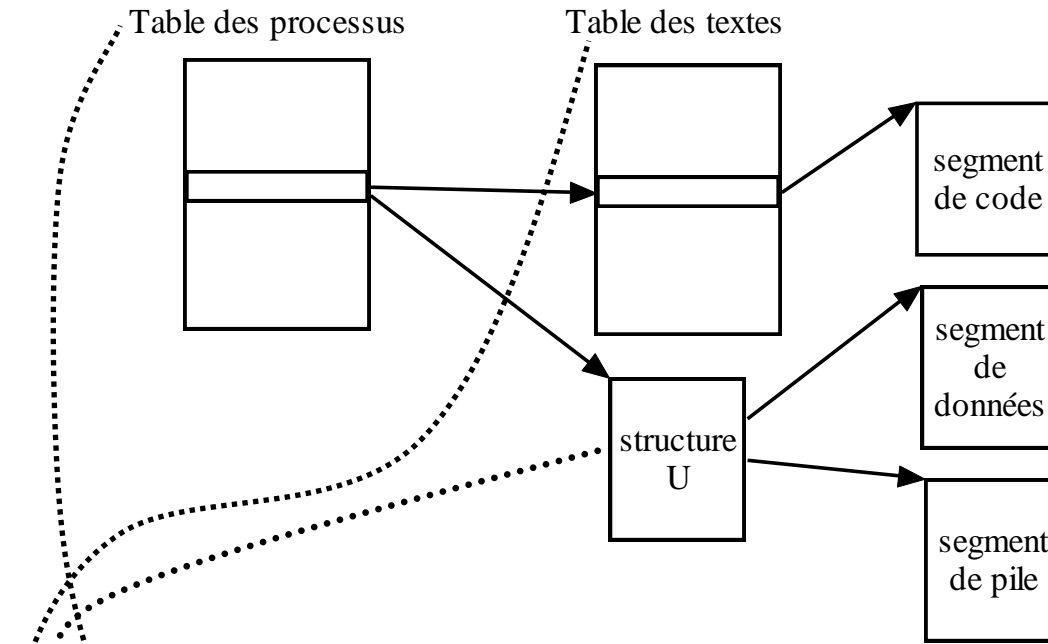 Table des processus
Table des textes
segment
de code
segment
de
données
structure
U
segment
de pile